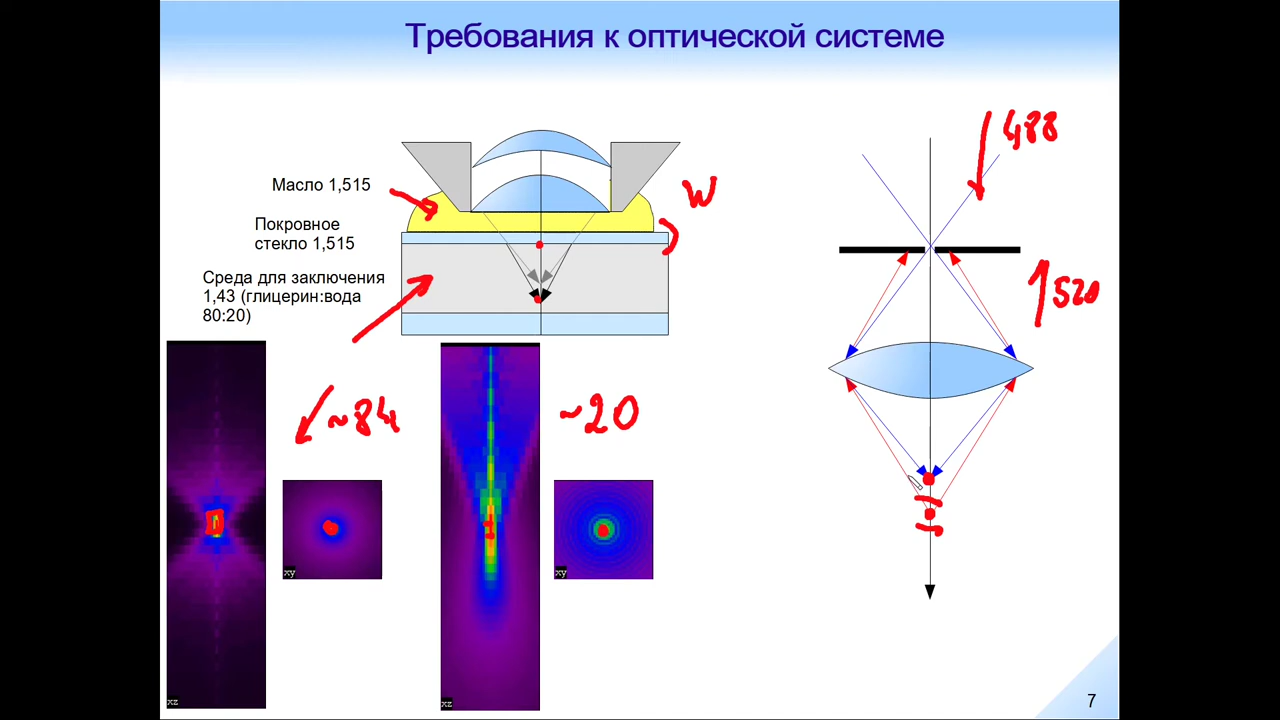 Требования к оптической системе
488
Масло 1,515
W
Покровное
стекло 1,515
Среда для заключения
1,43 (глицерин:вода
80:20)
520
~84
~20
xy
xy
xz
xz
7